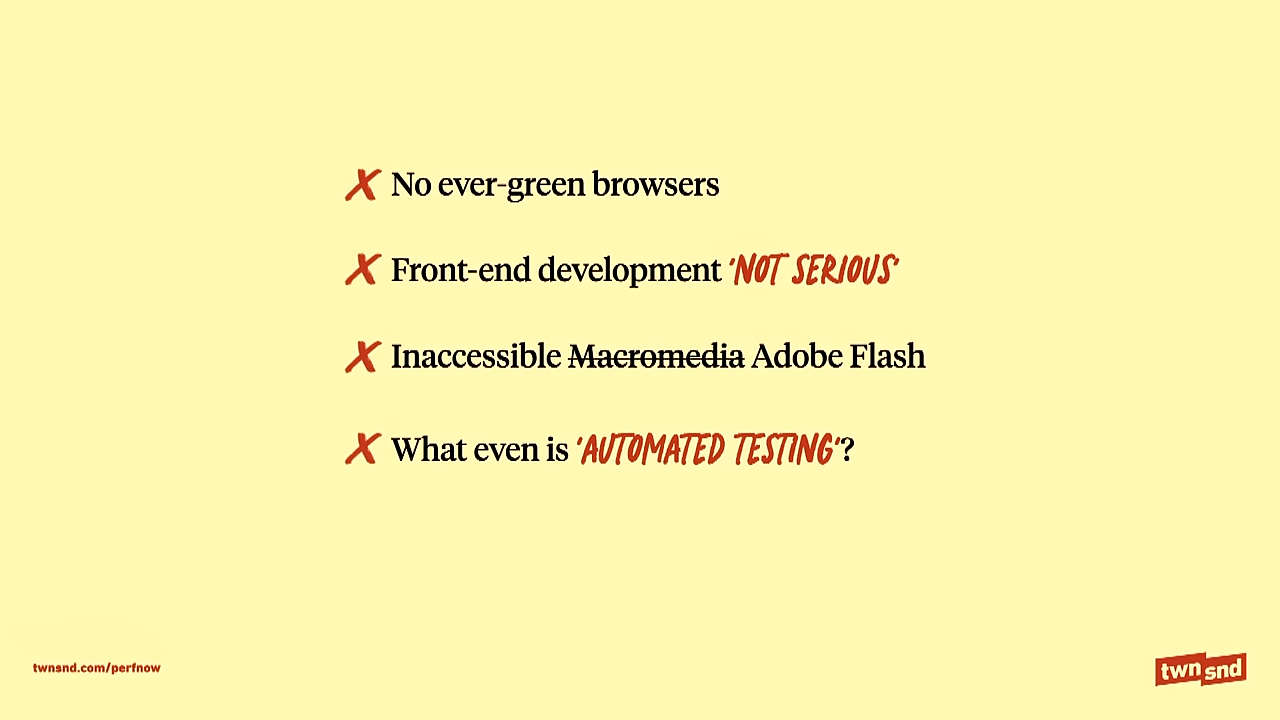 ✗ No ever-green browsers
✗ Front-end development ‘NOT SERIOUS’
✗ Inaccessible Macromedia Adobe Flash
✗ What even is ‘AUTOMATED TESTING’?
twnsnd.com/perfnow
twn snd